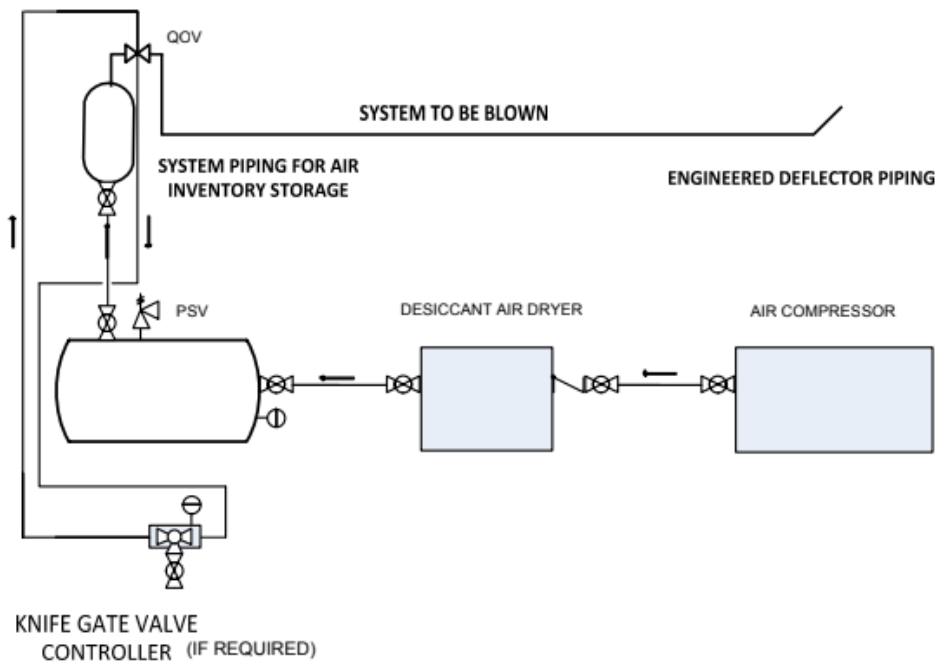 QOV
SYSTEM TO BE BLOWN
SYSTEM PIPING FOR AIR
INVENTORY STORAGE
ENGINEERED DEFLECTOR PIPING
PSV
DESICCANT AIR DRYER
AIR COMPRESSOR
KNIFE GATE VALVE
CONTROLLER (IF REQUIRED)